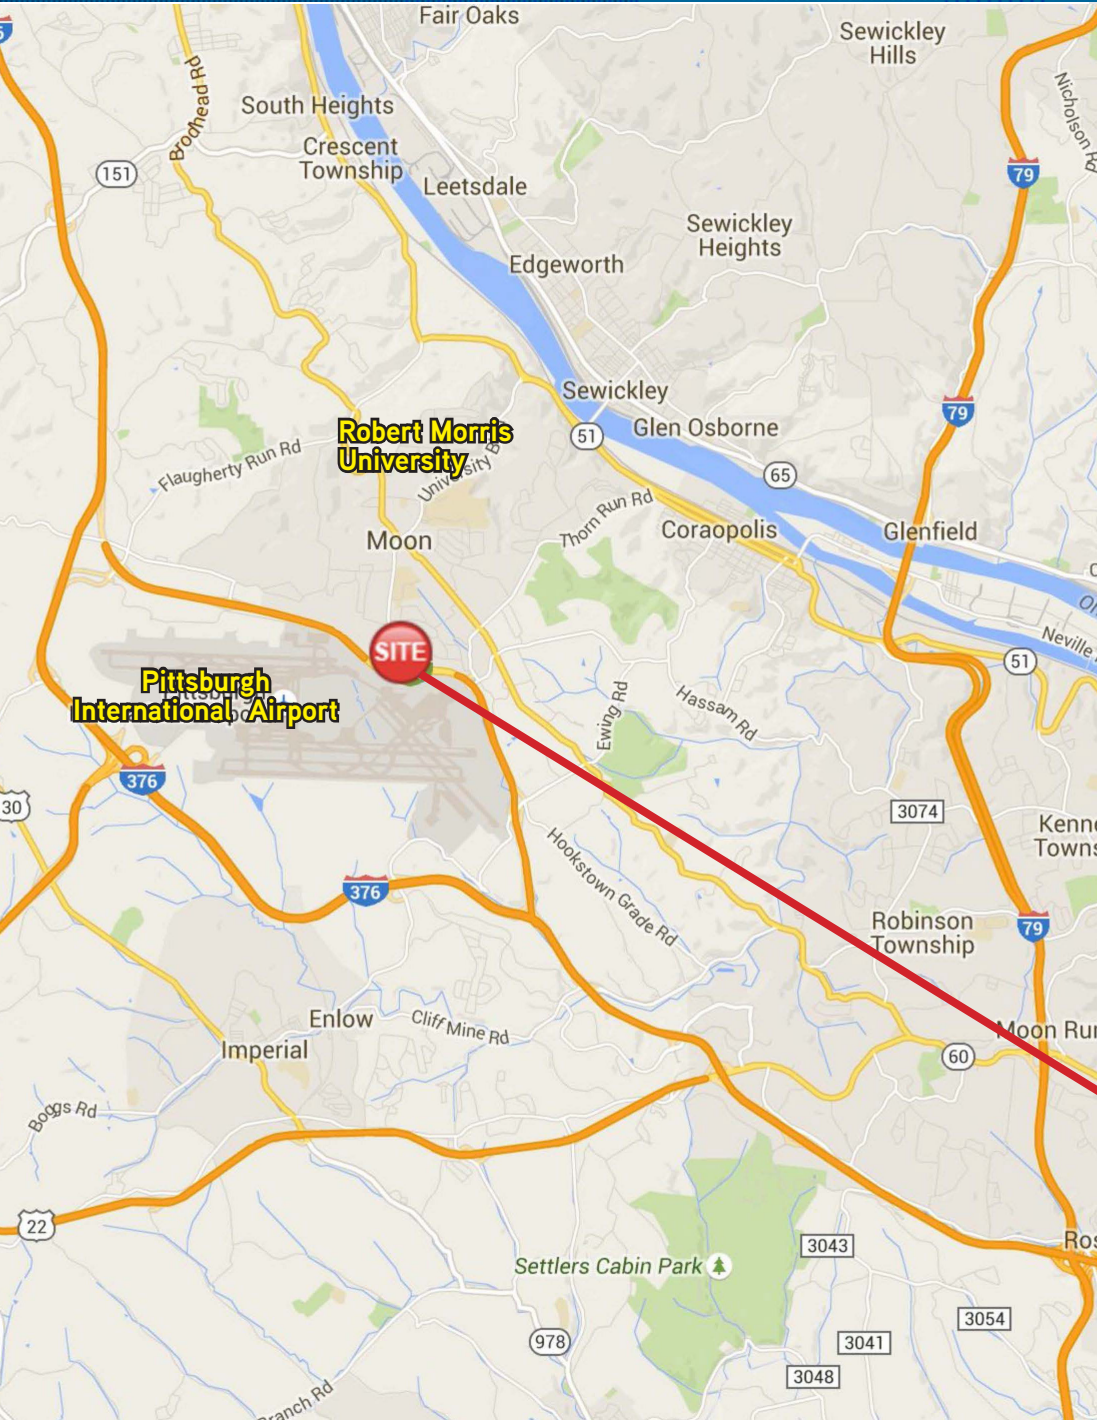 Fair Oaks
Sewickley
Hills
Brodhead Rd
South Heights
Nicholson Rd
Crescent
Township
151
79
Leetsdale
Sewickley
Heights
Edgeworth
Sewickley
79
Robert Morris
University
51
Glen Osborne
Flaugherty Run Rd
University
65
Thorn Run Rd
Coraopolis
Glenfield
Moon
SITE
Neville
51
Pittsburgh
International Airport
Ewing Rd
Hassam Rd
376
30
3074
Kenne
Towns
Hookstown Grade Rd
376
Robinson
Township
79
Enlow
Cliff Mine Rd
Moon Run
Imperial
60
Boggs Rd
22
3043
Ros
Settlers Cabin Park
3054
978
3041
3048
Branch Rd